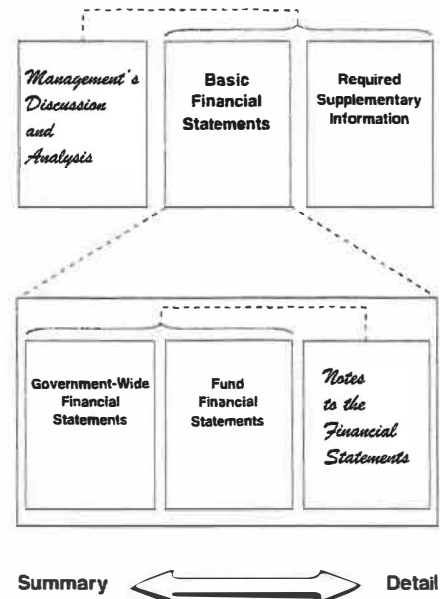 Management's
Discussion
and
Analysis
Basic
Financial
Statements
Required
Supplementary
Information
Government-Wide
Financial
Statements
Fund
Financial
Statements
Notes
to the
Financial
Statements
Summary
Detail